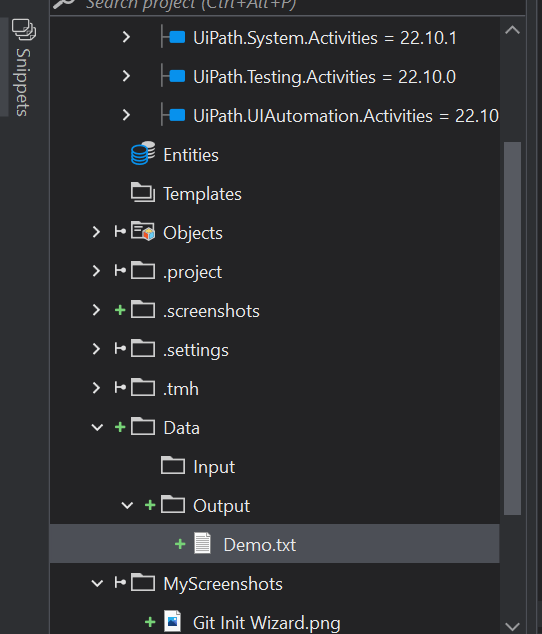 Search project (Ctrl+Alt+P)
Snippets
UiPath.System.Activities = 22.10.1
UiPath.Testing.Activities = 22.10.0
UiPath.UIAutomation.Activities = 22.10
Entities
Templates
Objects
.project
.screenshots
.settings
.tmh
Data
Input
Output
Demo.txt
MyScreenshots
Git Init Wizard.png